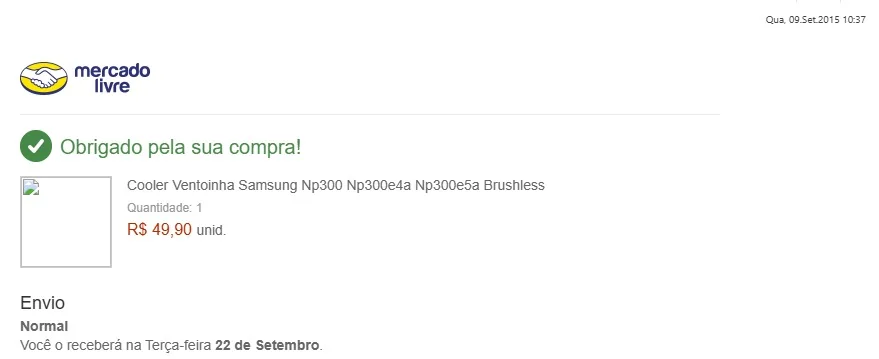 Qua, 09.Set.2015 10:37
mercado
livre
Obrigado pela sua compra!
Cooler Ventoinha Samsung Np300 Np300e4a Np300e5a Brushless
Quantidade: 1
R$ 49,90 unid.
Envio
Normal
Você o receberá na Terça-feira 22 de Setembro.